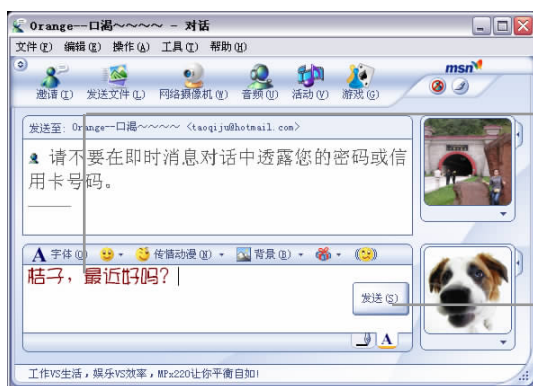 Orange--口渴～～～～ - 对话
文件(F) 编辑(E) 操作(A) 工具(T) 帮助(H)
msn
邀请(I) 发送文件(L) 网络摄像机(W) 音频(U) 活动(V) 游戏(G)
发送至: Orange--口渴～～～～ <taoqiju@hotmail.com>
请不要在即时消息对话中透露您的密码或信
用卡号码。
A 字体(O) 传情动漫(N) 背景(B)
桔子，最近好吗?
发送(S)
A
工作VS生活，娱乐VS效率，MPx220让你平衡自如!